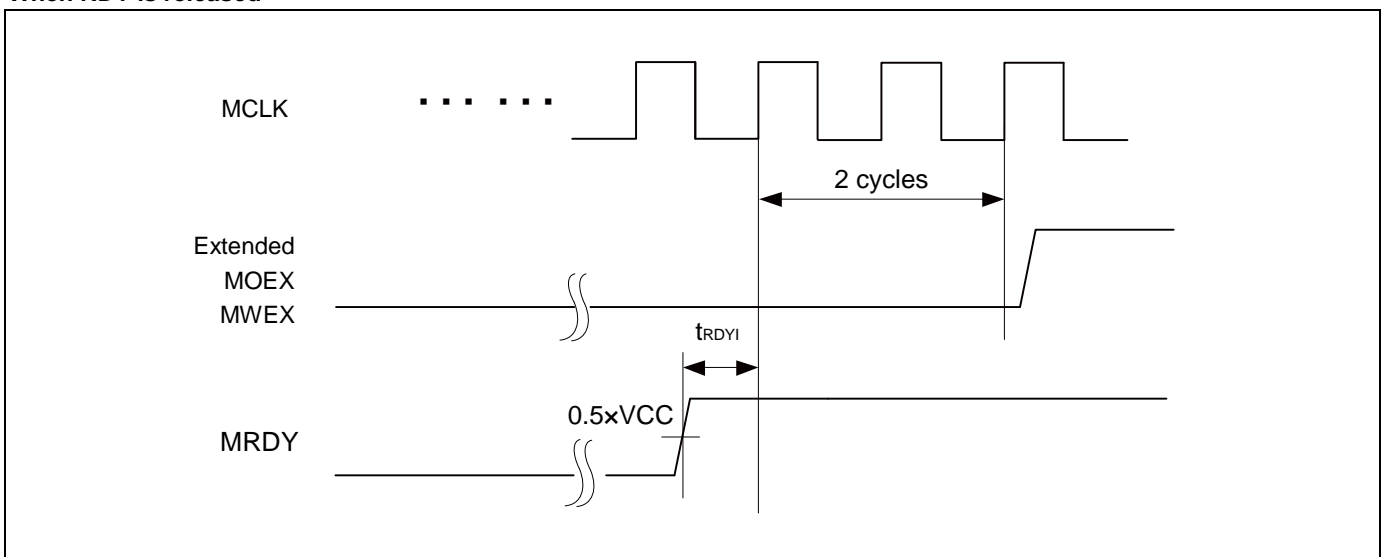 When RDY is released
MCLK
2 cycles
Extended
MOEX
MWEX
tRDYI
0.5×VCC
MRDY